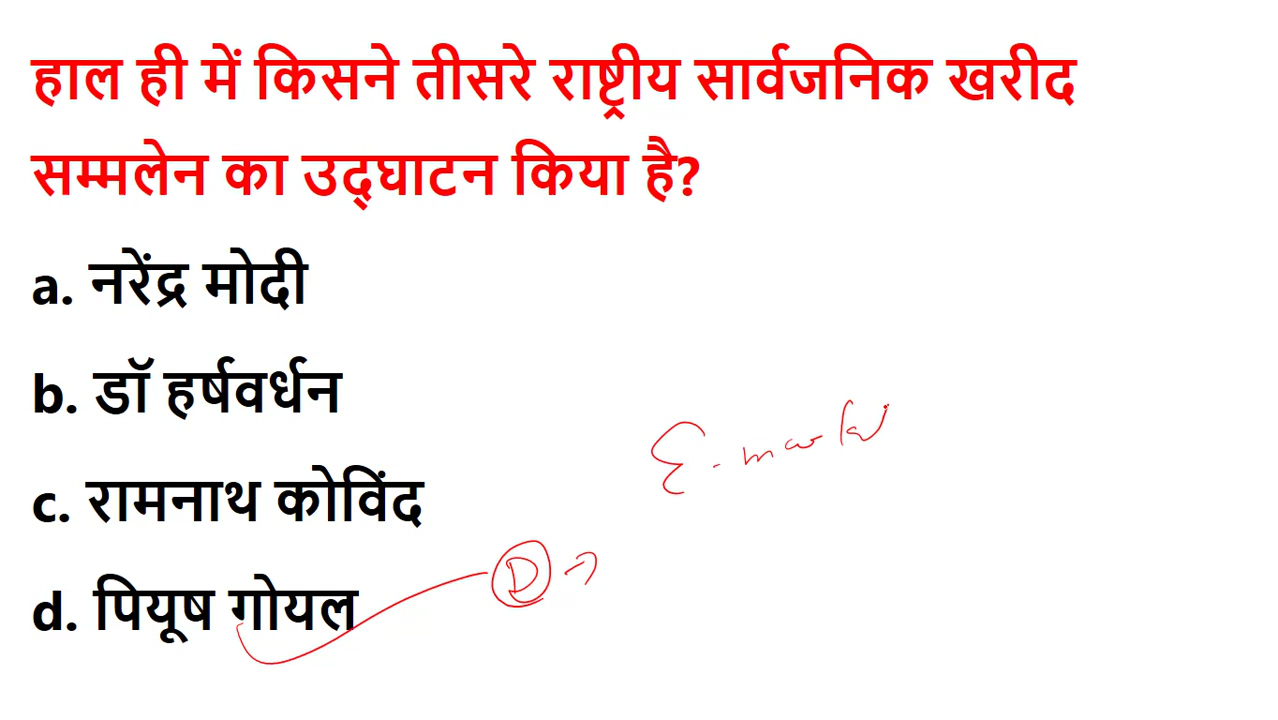 हाल ही में किसने तीसरे राष्ट्रीय सार्वजनिक खरीद
सम्मलेन का उद्घाटन किया है?
a. नरेंद्र मोदी
b. डॉ हर्षवर्धन
c. रामनाथ कोविंद
d. पियूष गोयल
D